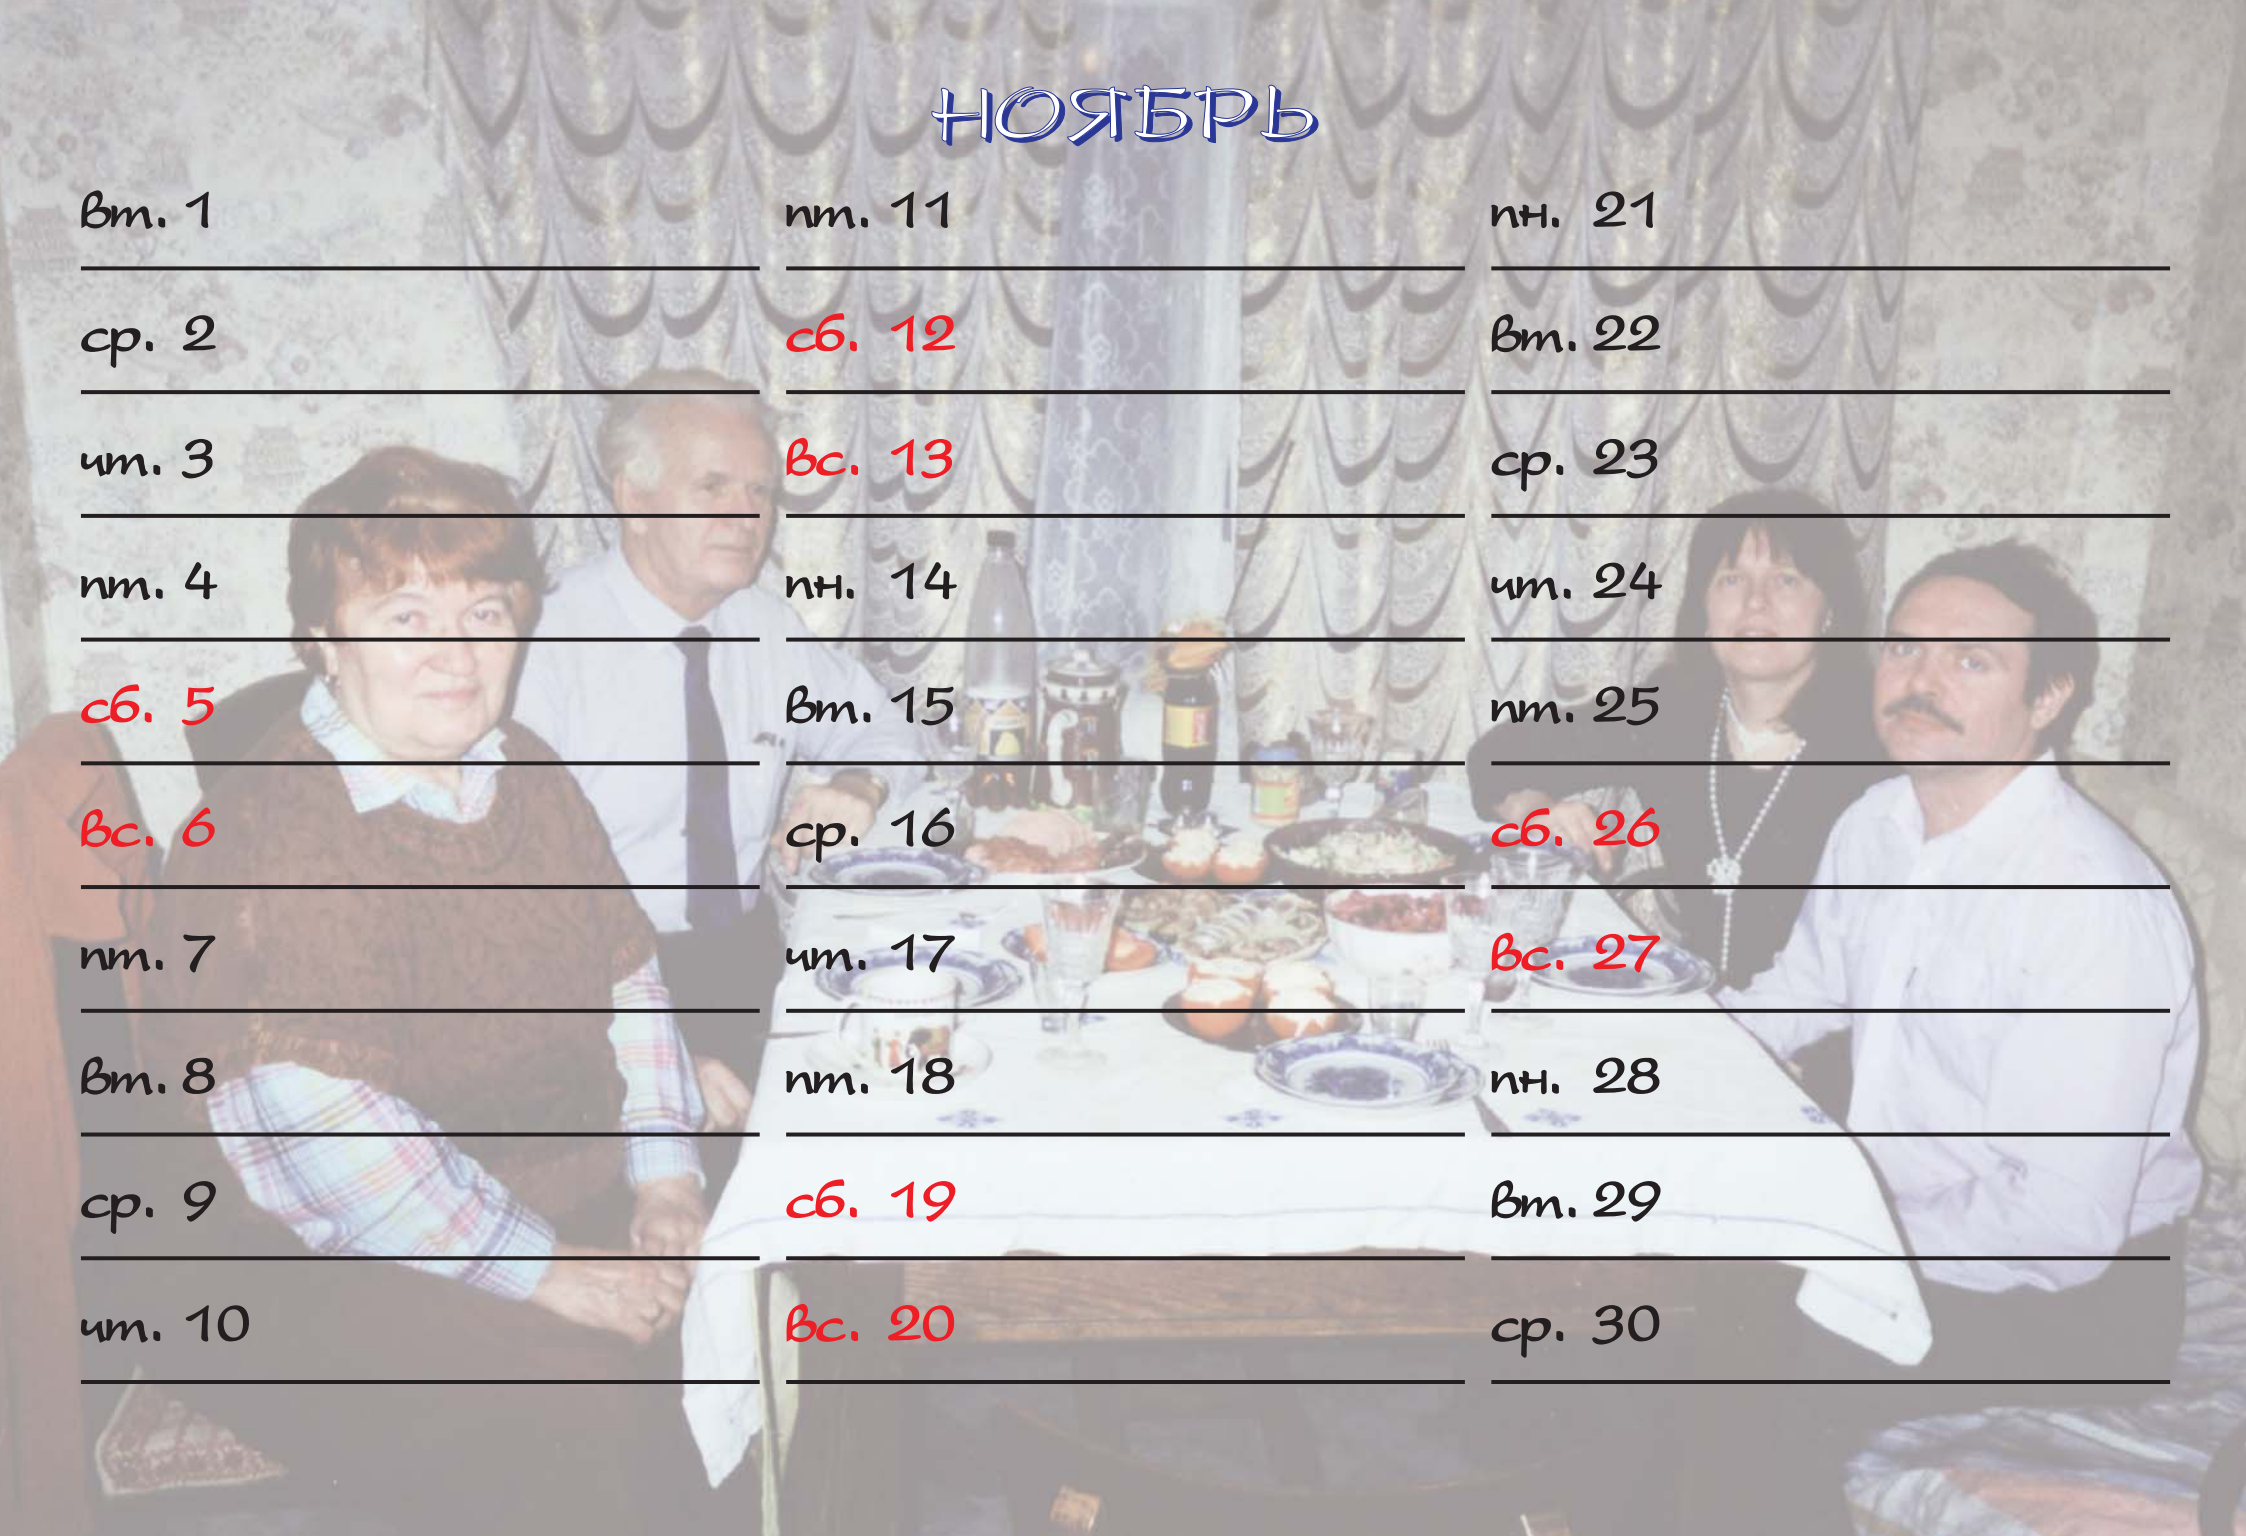 НОЯБРЬ
вт. 1
ср. 2
чт. 3
пт. 4
сб. 5
вс. 6
пт. 7
вт. 8
ср. 9
чт. 10
пт. 11
сб. 12
вс. 13
пн. 14
вт. 15
ср. 16
чт. 17
пт. 18
сб. 19
вс. 20
пн. 21
вт. 22
ср. 23
чт. 24
пт. 25
сб. 26
вс. 27
пн. 28
вт. 29
ср. 30